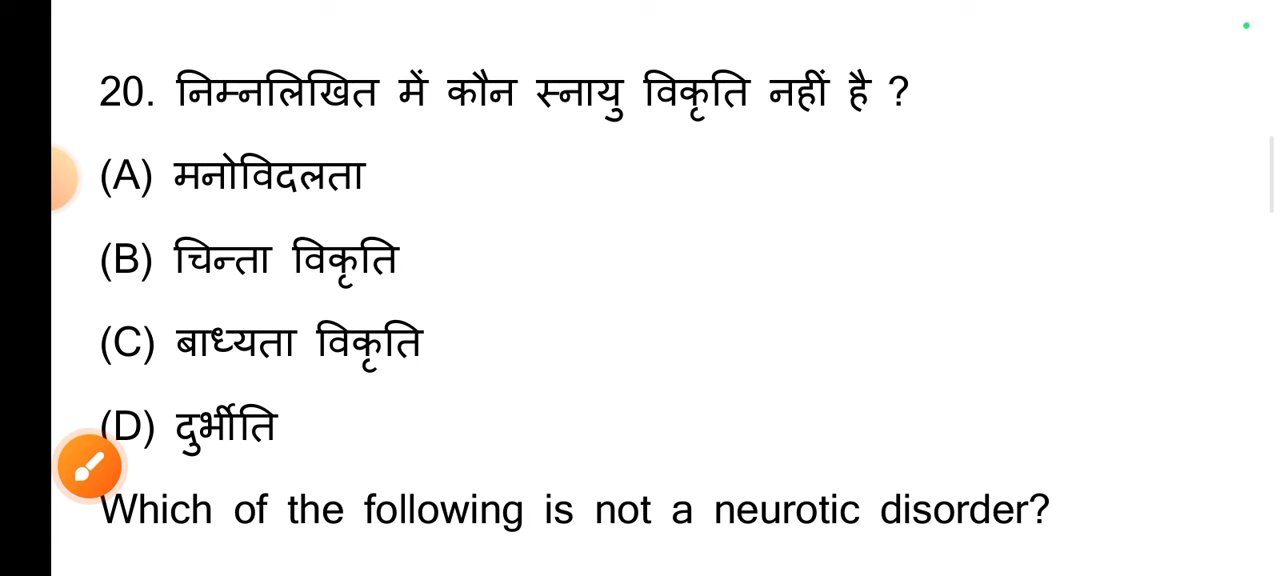 20. निम्नलिखित में कौन स्नायु विकृति नहीं है ?
(A) मनोविदलता
(B) चिन्ता विकृति
(C) बाध्यता विकृति
(D) दुर्भीति
Which of the following is not a neurotic disorder?